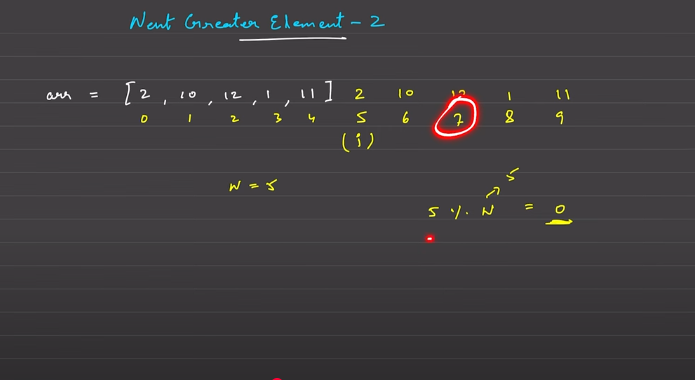 Next Greater Element - 2
arr = [ 2 , 10 , 12 , 1 , 11 ] 2 10 12 1 11
0 1 2 3 4 5 6 7 8 9
(i)
N = 5
5
5 % N = 0